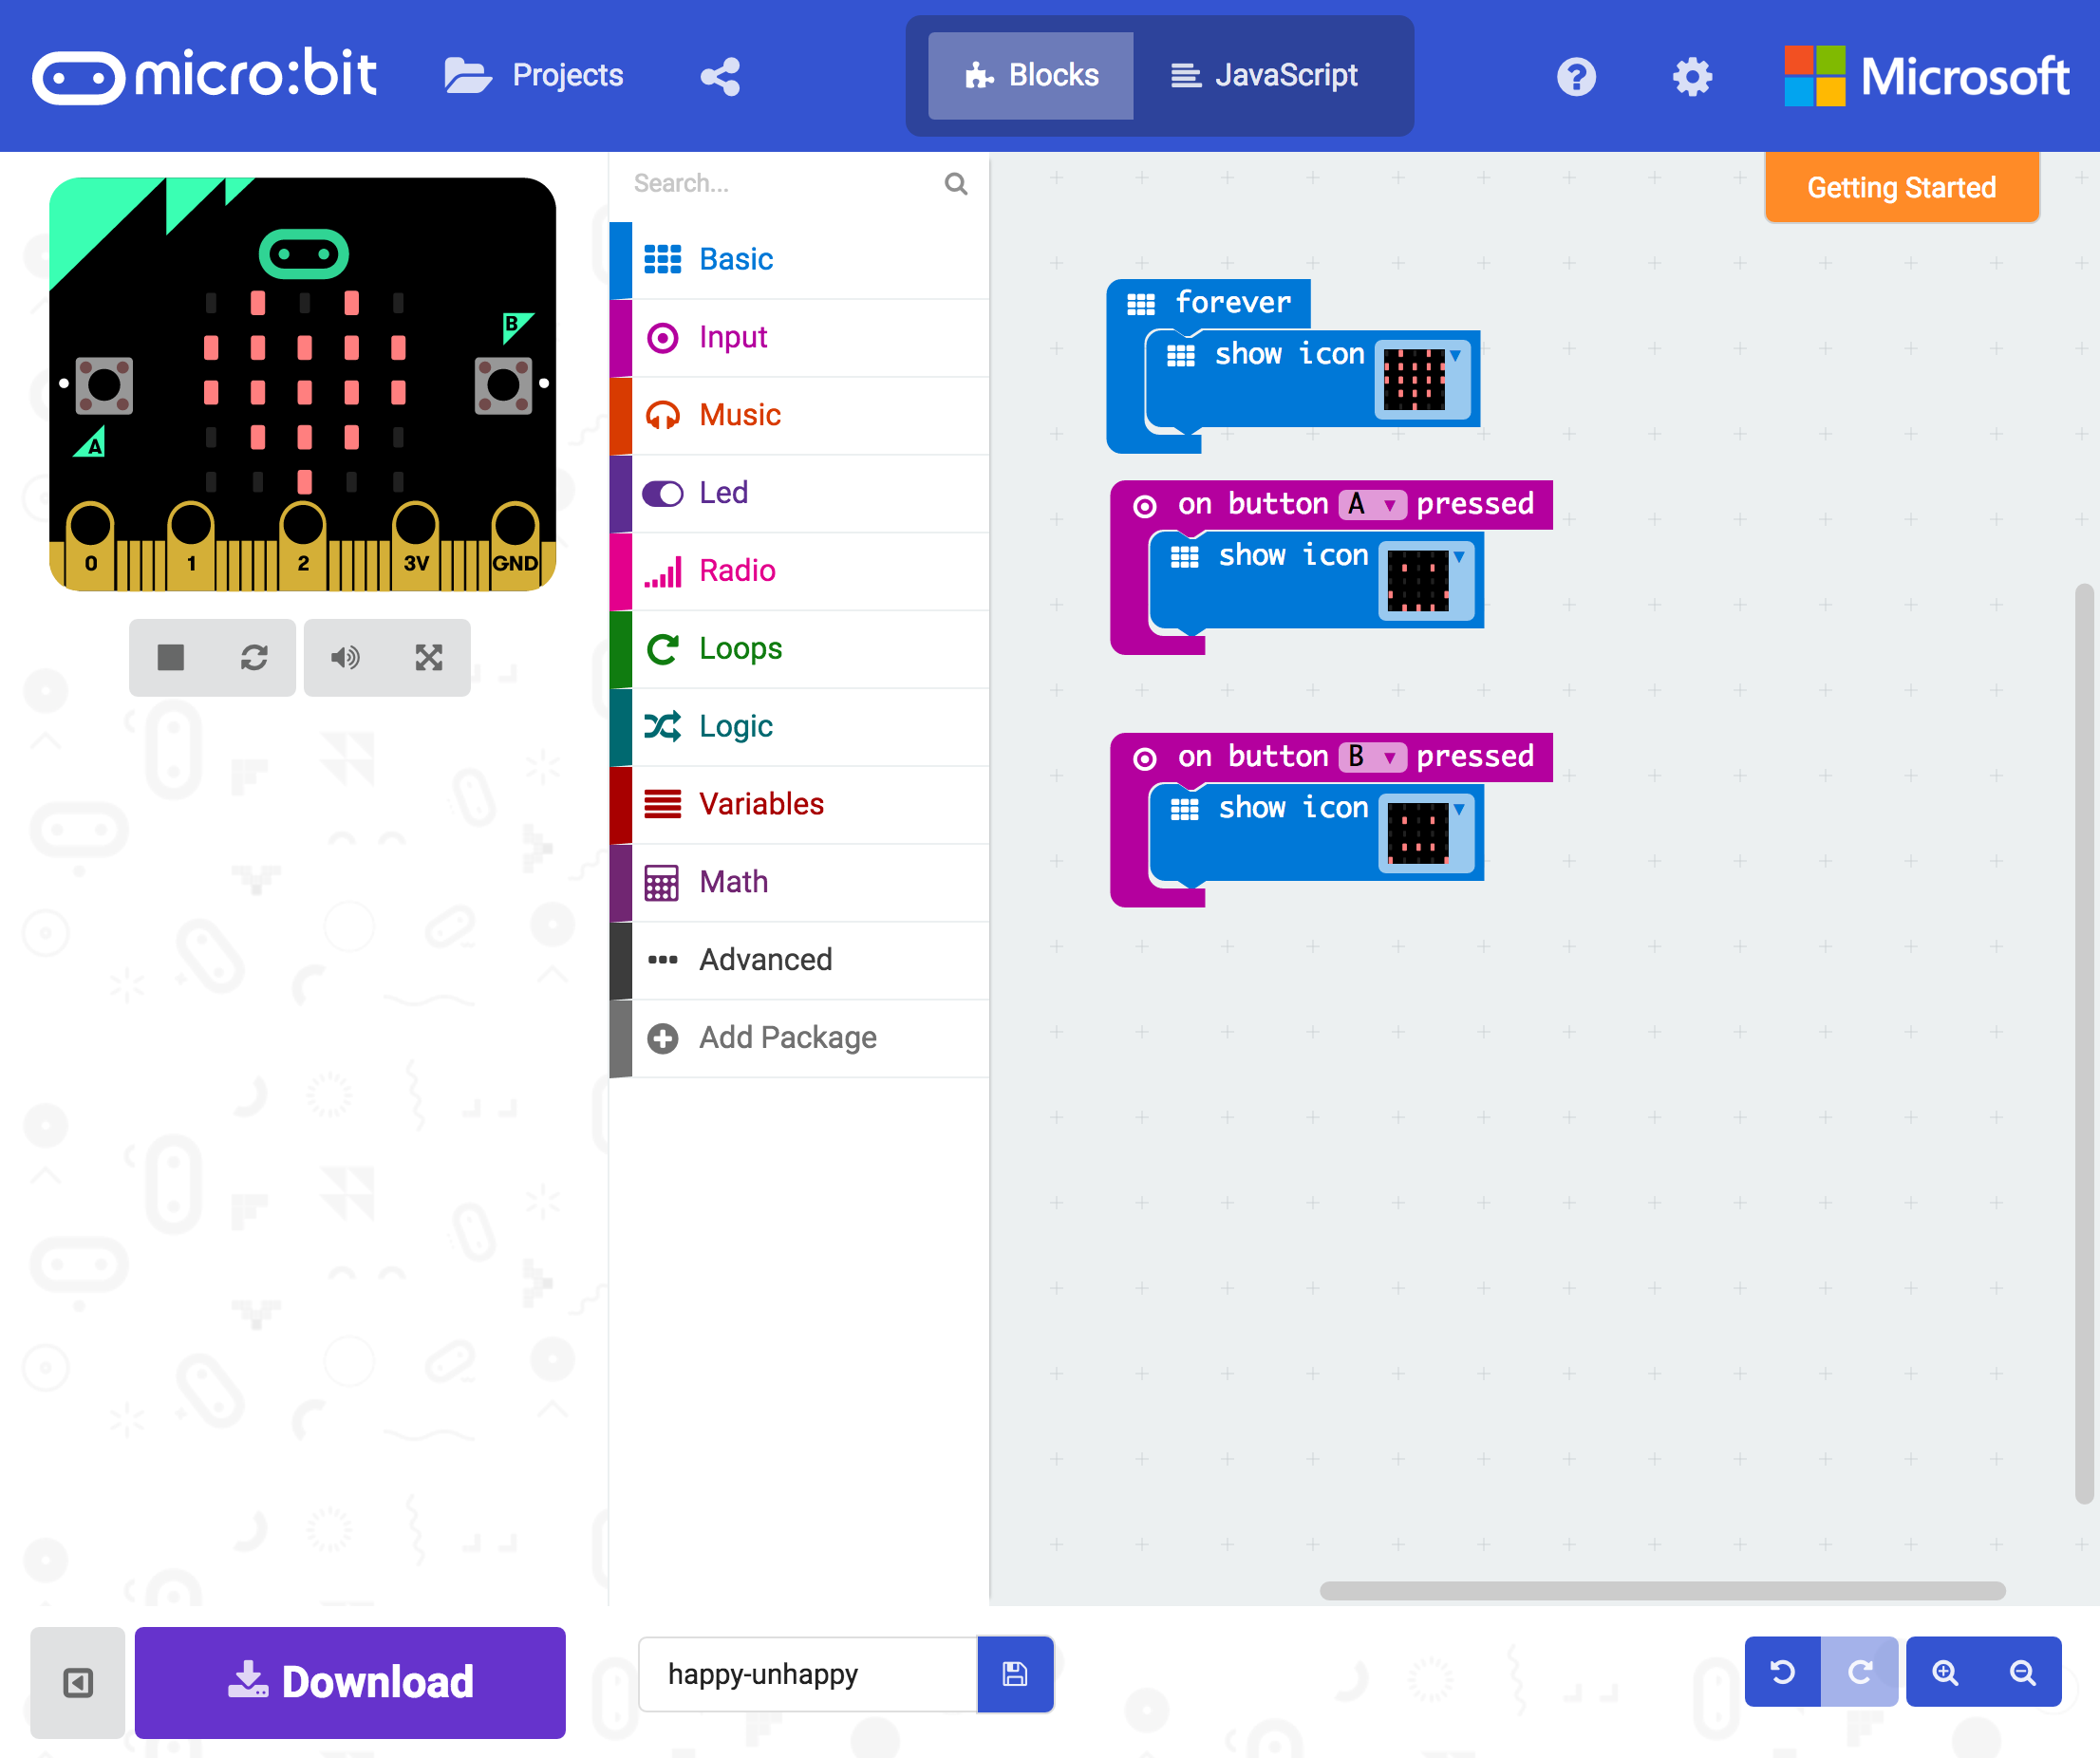 micro:bit Projects Blocks JavaScript Microsoft
Getting Started
B
A
0 1 2 3V GND
Search...
Basic
Input
Music
Led
Radio
Loops
Logic
Variables
Math
Advanced
Add Package
forever
show icon
on button A pressed
show icon
on button B pressed
show icon
Download
happy-unhappy